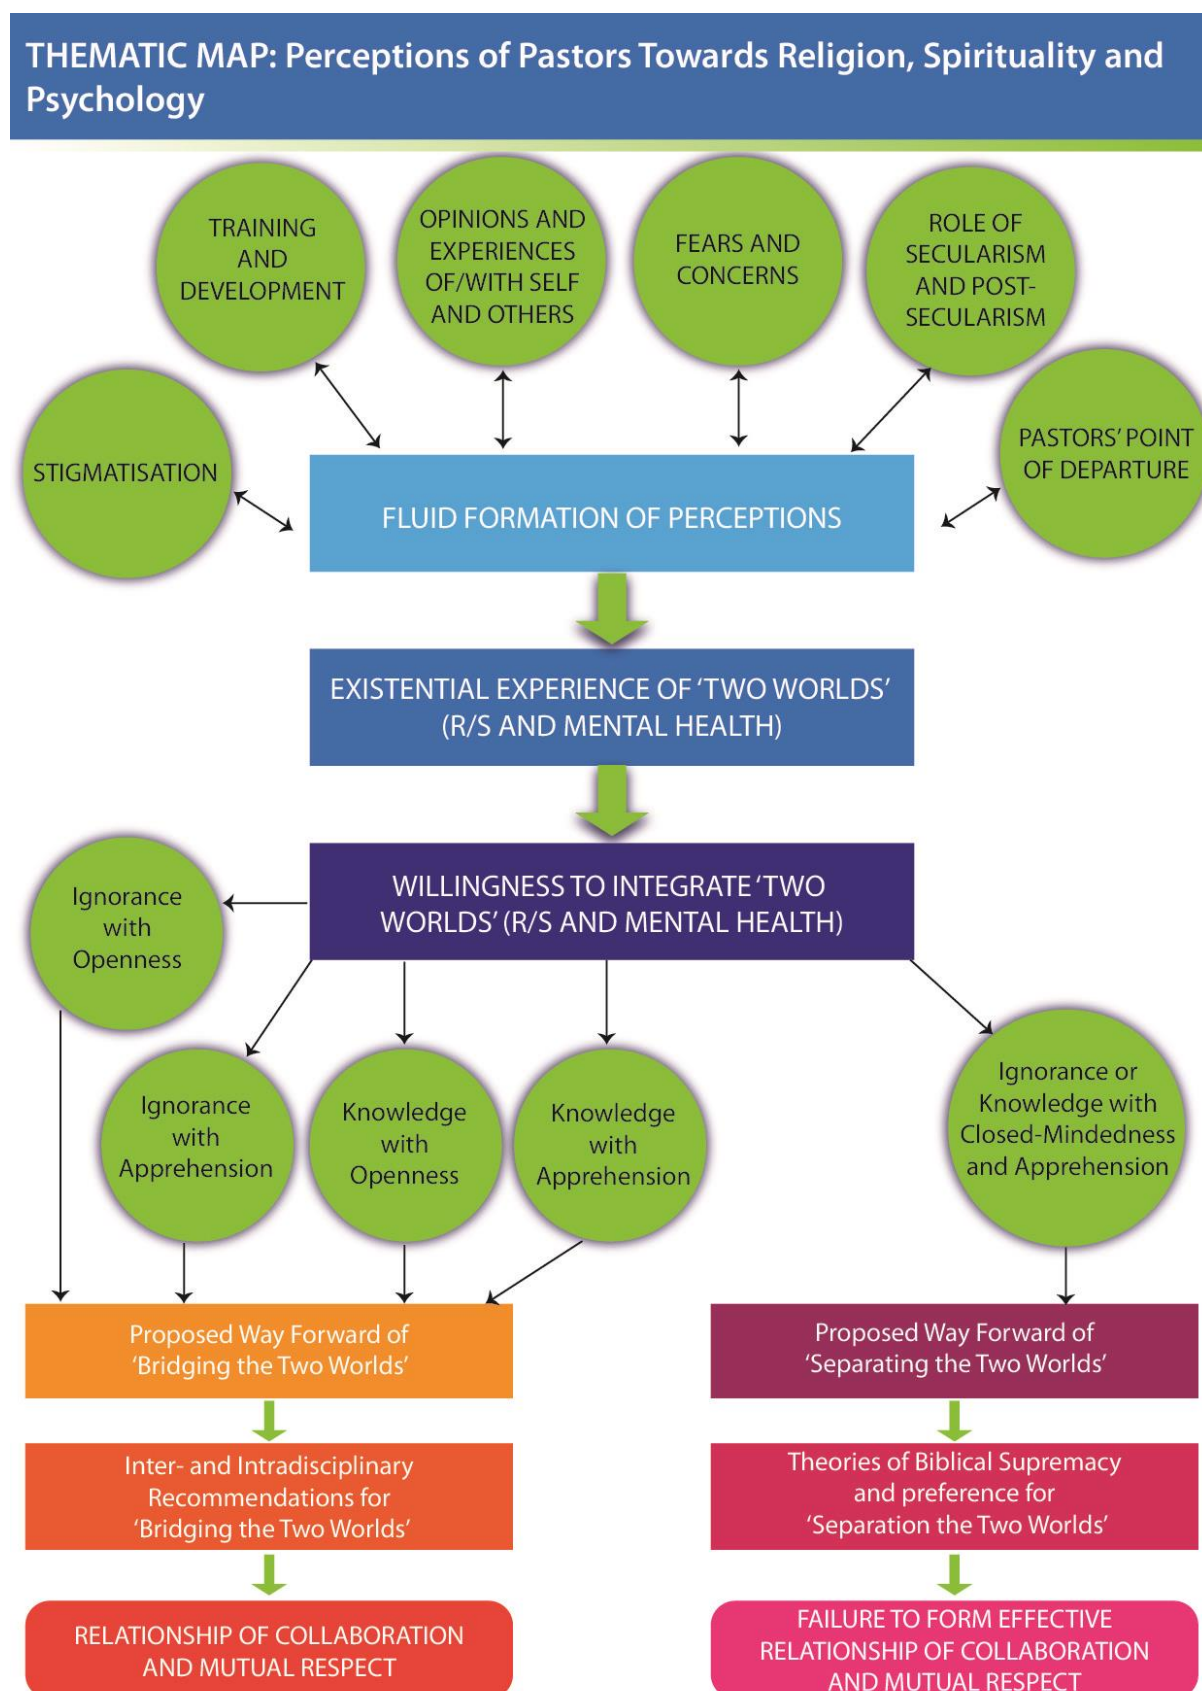 THEMATIC MAP: Perceptions of Pastors Towards Religion, Spirituality and
Psychology
TRAINING
AND
DEVELOPMENT
OPINIONS AND
EXPERIENCES
OF/WITH SELF
AND OTHERS
FEARS AND
CONCERNS
ROLE OF
SECULARISM
AND POST-
SECULARISM
STIGMATISATION
PASTORS’ POINT
OF DEPARTURE
FLUID FORMATION OF PERCEPTIONS
EXISTENTIAL EXPERIENCE OF ‘TWO WORLDS’
(R/S AND MENTAL HEALTH)
WILLINGNESS TO INTEGRATE ‘TWO
WORLDS’ (R/S AND MENTAL HEALTH)
Ignorance
with
Openness
Ignorance
with
Apprehension
Knowledge
with
Openness
Knowledge
with
Apprehension
Ignorance or
Knowledge with
Closed-Mindedness
and Apprehension
Proposed Way Forward of
‘Bridging the Two Worlds’
Proposed Way Forward of
‘Separating the Two Worlds’
Inter- and Intradisciplinary
Recommendations for
‘Bridging the Two Worlds’
Theories of Biblical Supremacy
and preference for
‘Separation the Two Worlds’
RELATIONSHIP OF COLLABORATION
AND MUTUAL RESPECT
FAILURE TO FORM EFFECTIVE
RELATIONSHIP OF COLLABORATION
AND MUTUAL RESPECT